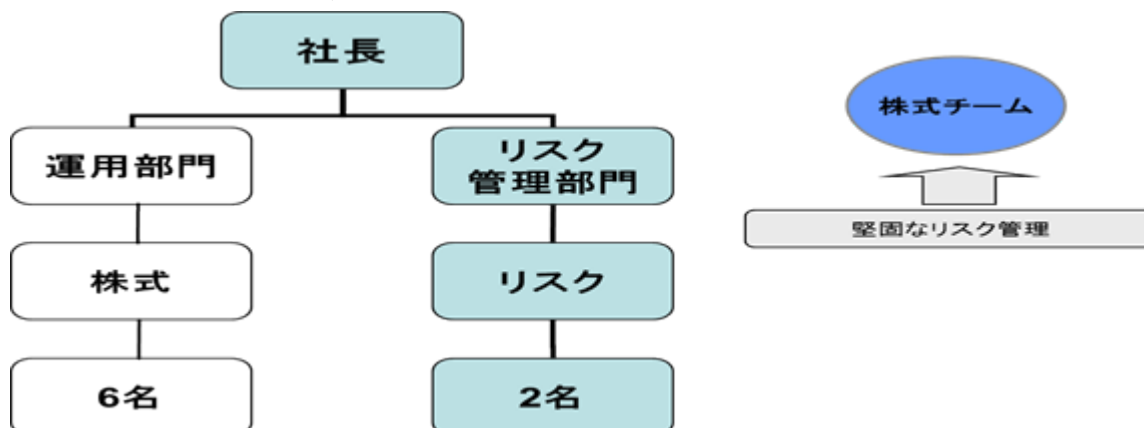 社長
運用部門
リスク
管理部門
株式
リスク
6名
2名
株式チーム
堅固なリスク管理